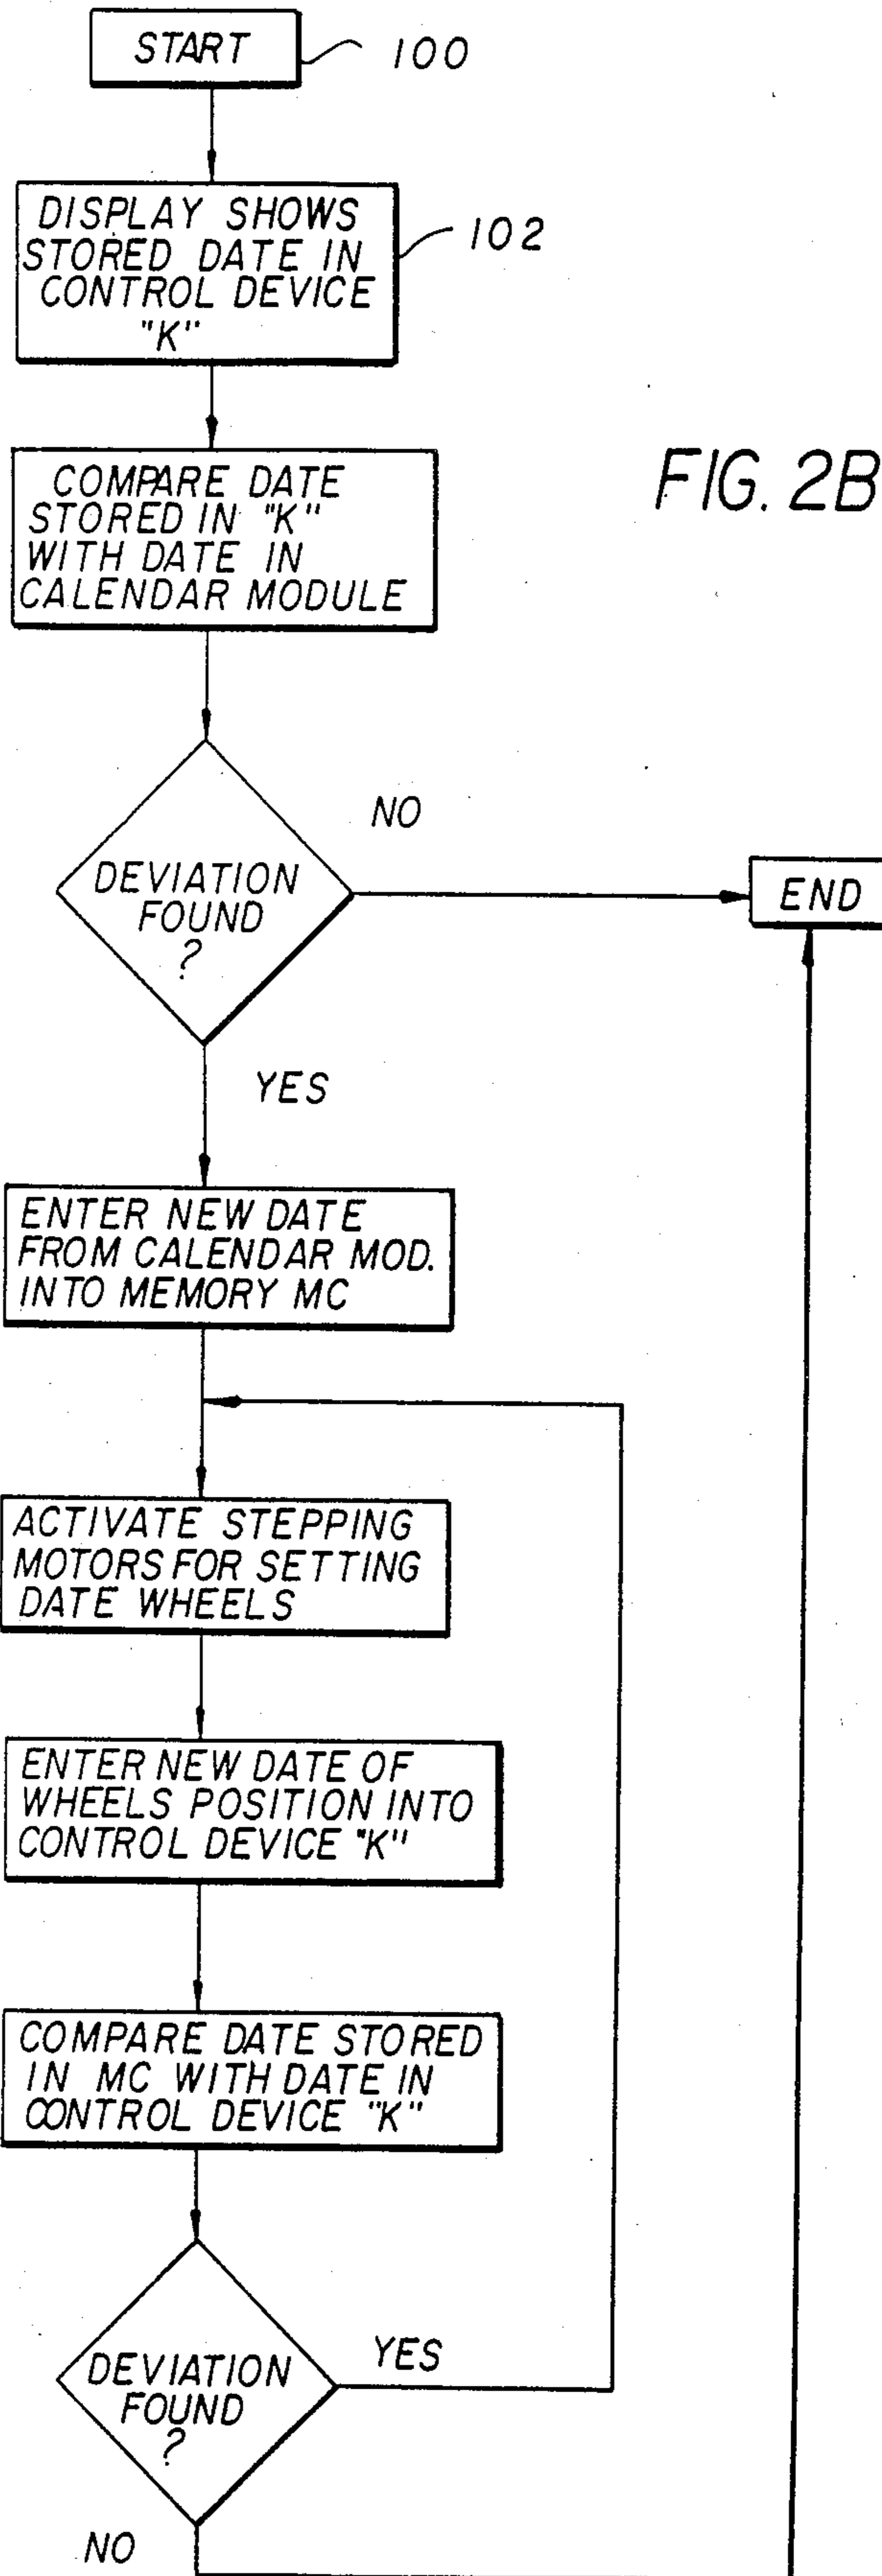 START
100
DISPLAY SHOWS
STORED DATE IN
CONTROL DEVICE
"K"
102
COMPARE DATE
STORED IN "K"
WITH DATE IN
CALENDAR MODULE
FIG. 2B
DEVIATION
FOUND
?
NO
END
YES
ENTER NEW DATE
FROM CALENDAR MOD.
INTO MEMORY MC
ACTIVATE STEPPING
MOTORS FOR SETTING
DATE WHEELS
ENTER NEW DATE OF
WHEELS POSITION INTO
CONTROL DEVICE "K"
COMPARE DATE STORED
IN MC WITH DATE IN
CONTROL DEVICE "K"
DEVIATION
FOUND
?
YES
NO